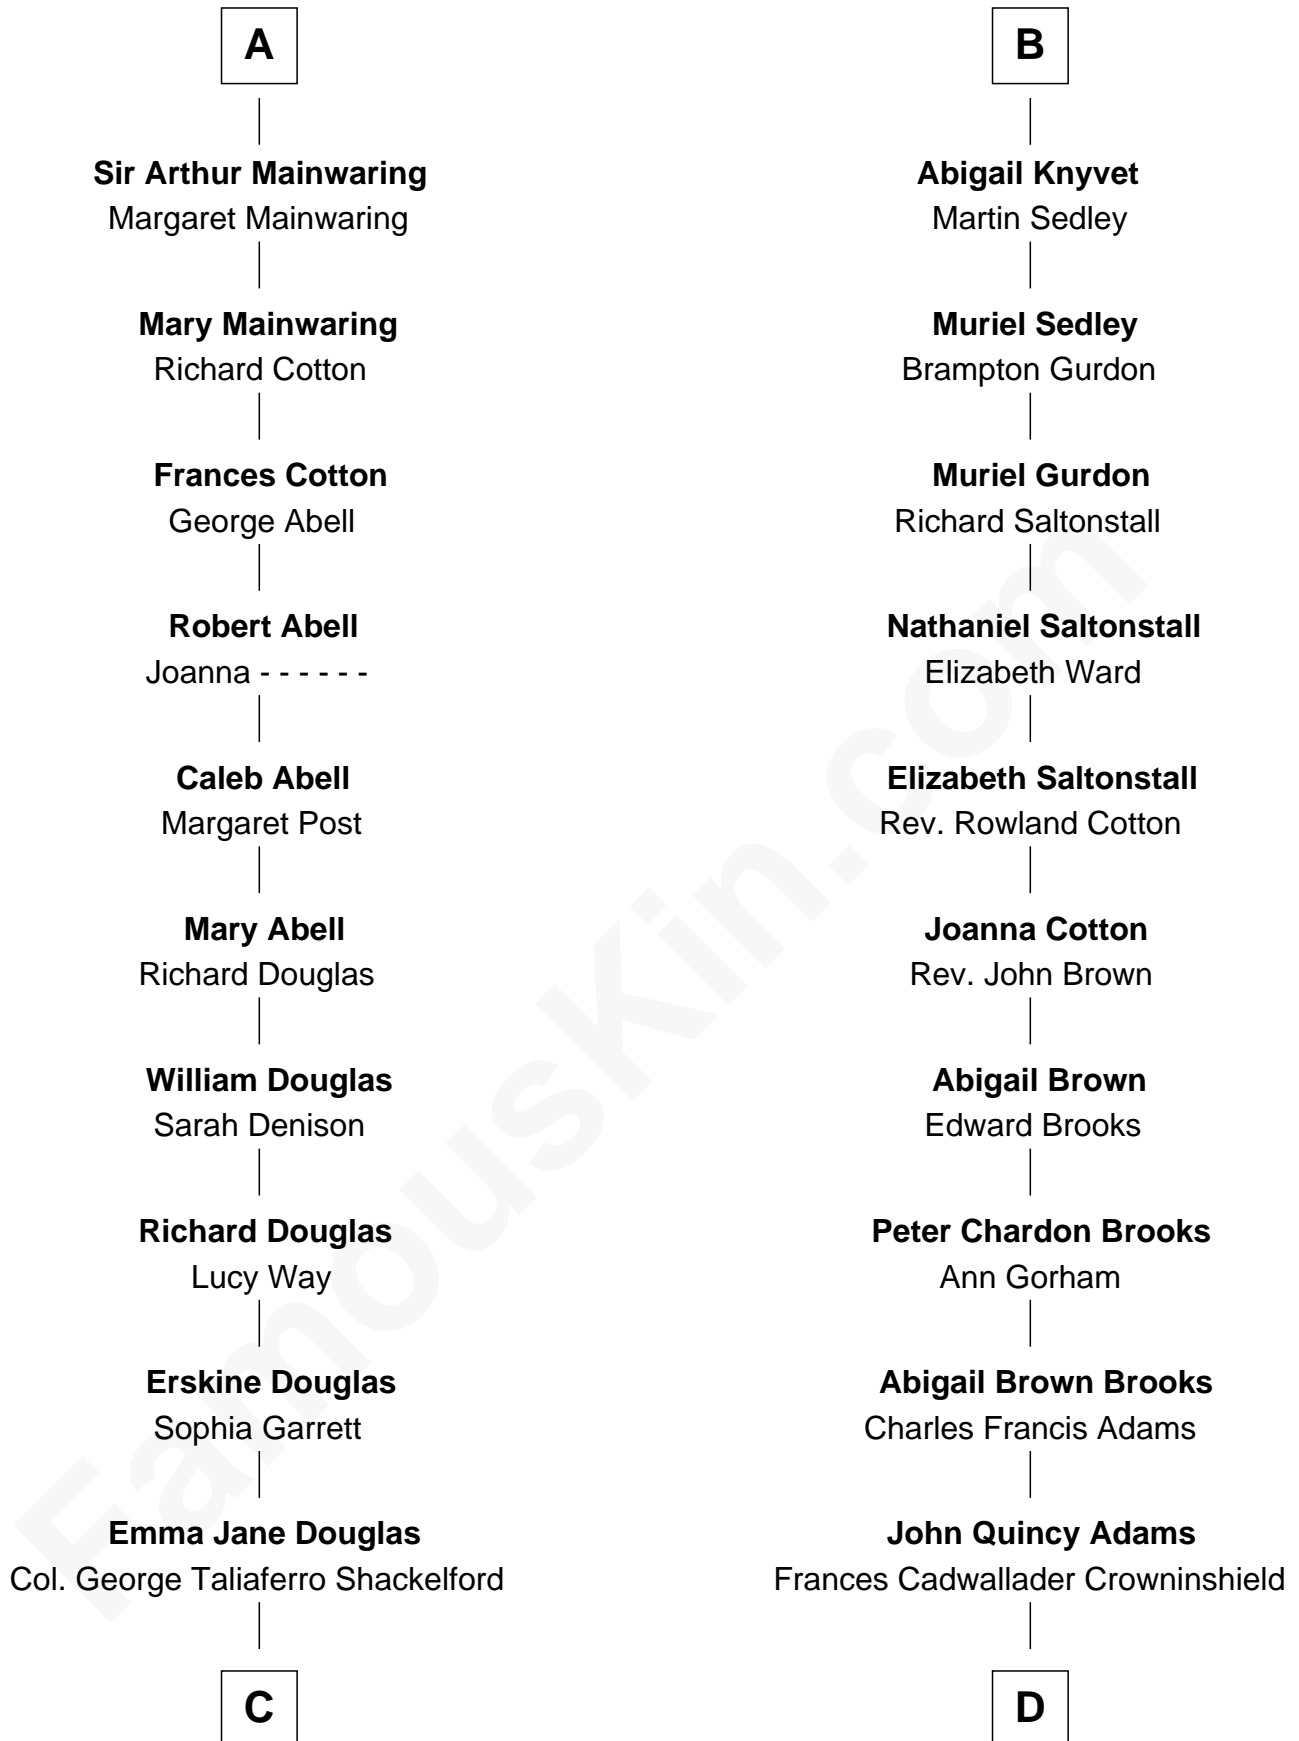 A
Sir Arthur Mainwaring
Margaret Mainwaring
Mary Mainwaring
Richard Cotton
Frances Cotton
George Abell
Robert Abell
Joanna - - - - - -
Caleb Abell
Margaret Post
Mary Abell
Richard Douglas
William Douglas
Sarah Denison
Richard Douglas
Lucy Way
Erskine Douglas
Sophia Garrett
Emma Jane Douglas
Col. George Taliaferro Shackelford
C
B
Abigail Knyvet
Martin Sedley
Muriel Sedley
Brampton Gurdon
Muriel Gurdon
Richard Saltonstall
Nathaniel Saltonstall
Elizabeth Ward
Elizabeth Saltonstall
Rev. Rowland Cotton
Joanna Cotton
Rev. John Brown
Abigail Brown
Edward Brooks
Peter Chardon Brooks
Ann Gorham
Abigail Brown Brooks
Charles Francis Adams
John Quincy Adams
Frances Cadwallader Crowninshield
D
FamousKin.com